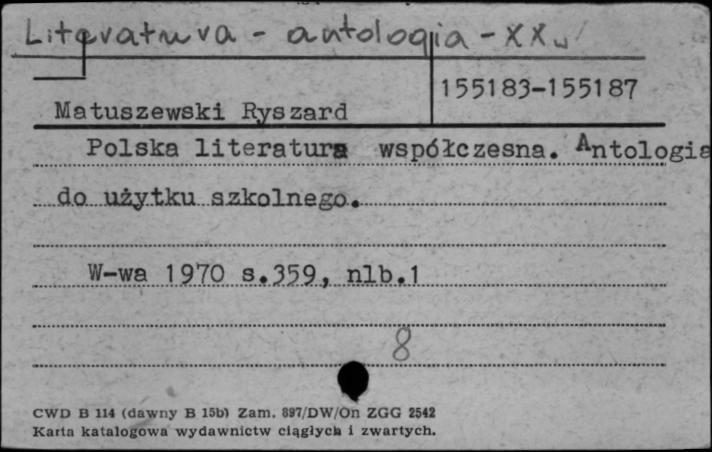 Literatura - antologia - XX w
155183-155187
Matuszewski Ryszard
Polska literatura współczesna. Antologia
do użytku szkolnego.
W-wa 1970 s.359, nlb.1
8
CWD B 114 (dawny B 15b) Zam. 897/DW/On ZGG 2542
Karta katalogowa wydawnictw ciągłych i zwartych.